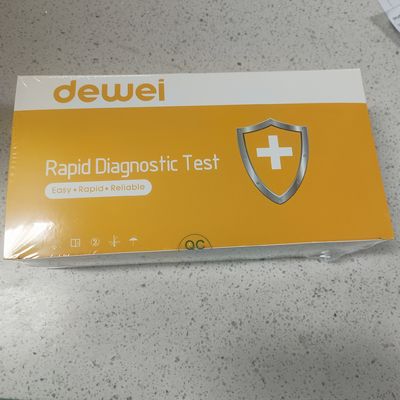 dewei
Rapid Diagnostic Test
Easy • Rapid • Reliable
QC